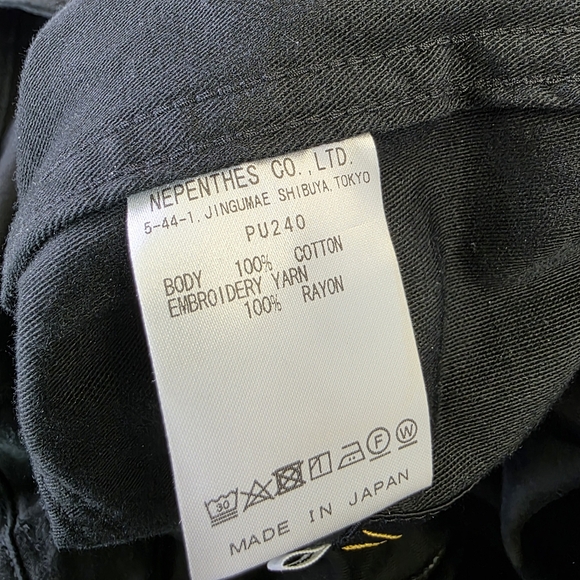 NEPENTHES CO.,LTD.
5-44-1.JINGUMAE SHIBUYA.TOKYO
PU240
BODY 100% COTTON
EMBROIDERY YARN
100% RAYON
30 F W
MADE IN JAPAN